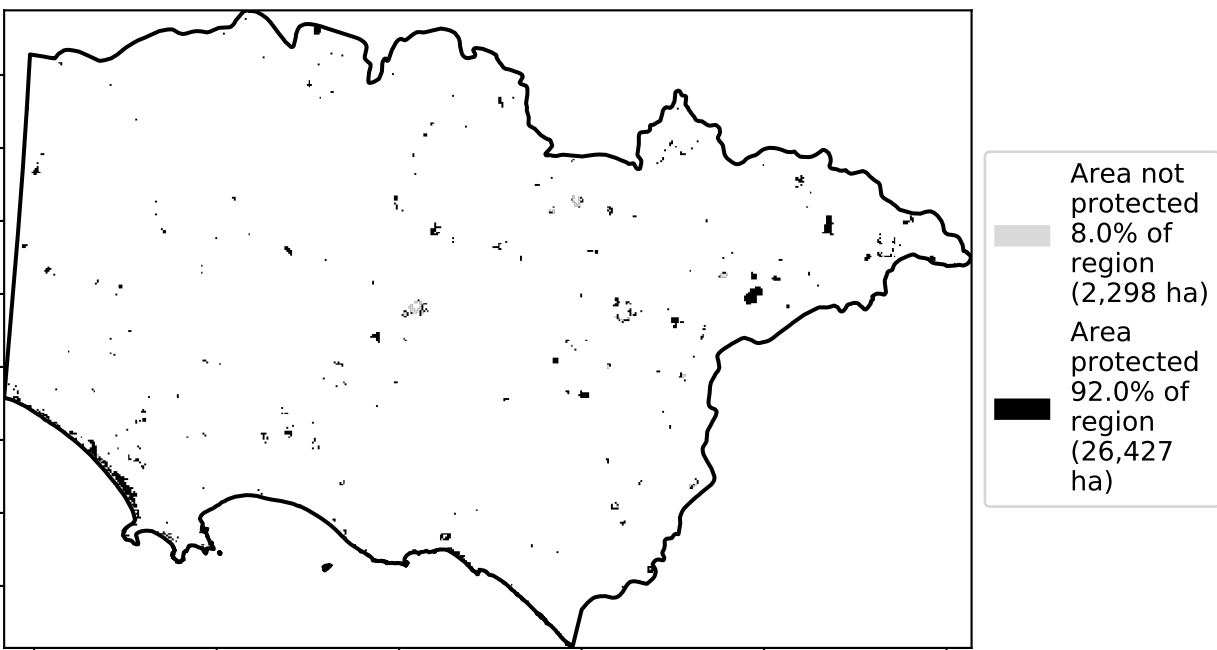 Area not
protected
8.0% of
region
(2,298 ha)
Area
protected
92.0% of
region
(26,427
ha)